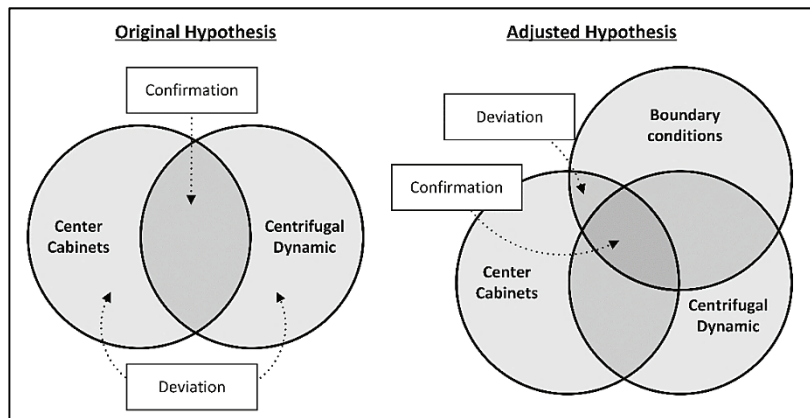 Original Hypothesis
Confirmation
Center
Cabinets
Centrifugal
Dynamic
Deviation
Adjusted Hypothesis
Deviation
Boundary
conditions
Confirmation
Center
Cabinets
Centrifugal
Dynamic